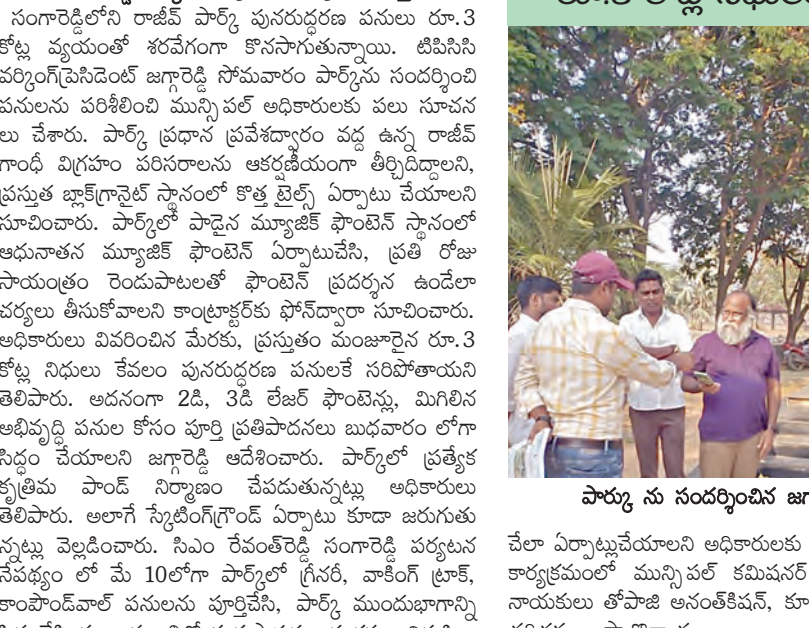 సంగారెడ్డిలోని రాజీవ్ పార్క్ పునరుద్ధరణ పనులు రూ.3
కోట్ల వ్యయంతో శరవేగంగా కొనసాగుతున్నాయి. టిపిసిసి
వర్కింగ్‌ప్రెసిడెంట్ జగ్గారెడ్డి సోమవారం పార్క్‌ను సందర్శించి
పనులను పరిశీలించి మున్సిపల్ అధికారులకు పలు సూచన
లు చేశారు. పార్క్ ప్రధాన ప్రవేశద్వారం వద్ద ఉన్న రాజీవ్
గాంధీ విగ్రహం పరిసరాలను ఆకర్షణీయంగా తీర్చిదిద్దాలని,
ప్రస్తుత బ్లాక్‌గ్రానైట్ స్థానంలో కొత్త టైల్స్ ఏర్పాటు చేయాలని
సూచించారు. పార్క్‌లో పాడైన మ్యూజిక్ ఫౌంటెన్ స్థానంలో
ఆధునాతన మ్యూజిక్ ఫౌంటెన్ ఏర్పాటుచేసి, ప్రతి రోజు
సాయంత్రం రెండుపాటలతో ఫౌంటెన్ ప్రదర్శన ఉండేలా
చర్యలు తీసుకోవాలని కాంట్రాక్టర్‌కు ఫోన్‌ద్వారా సూచించారు.
అధికారులు వివరించిన మేరకు, ప్రస్తుతం మంజూరైన రూ.3
కోట్ల నిధులు కేవలం పునరుద్ధరణ పనులకే సరిపోతాయని
తెలిపారు. అదనంగా 2డి, 3డి లేజర్ ఫౌంటెన్లు, మిగిలిన
అభివృద్ధి పనుల కోసం పూర్తి ప్రతిపాదనలు బుధవారం లోగా
సిద్ధం చేయాలని జగ్గారెడ్డి ఆదేశించారు. పార్క్‌లో ప్రత్యేక
కృత్రిమ పాండ్ నిర్మాణం చేపడుతున్నట్లు అధికారులు
తెలిపారు. అలాగే స్కేటింగ్‌గ్రౌండ్ ఏర్పాటు కూడా జరుగుతు
న్నట్లు వెల్లడించారు. సిఎం రేవంత్‌రెడ్డి సంగారెడ్డి పర్యటన
నేపథ్యం లో మే 10లోగా పార్క్‌లో గ్రీనరీ, వాకింగ్ ట్రాక్,
కాంపౌండ్‌వాల్ పనులను పూర్తిచేసి, పార్క్ ముందుభాగాన్ని
పార్కు ను సందర్శించిన జగ
చేలా ఏర్పాట్లుచేయాలని అధికారులకు
కార్యక్రమంలో మున్సిపల్ కమిషనర్
నాయకులు తోపాజి అనంత్‌కిషన్, కూ